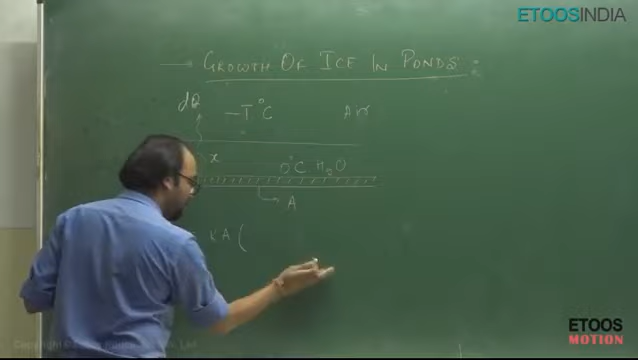 ETOOSINDIA
GROWTH OF ICE IN PONDS :
dQ
-T°C
Air
x
0°C H₂O
A
KA (
ETOOS
MOTION